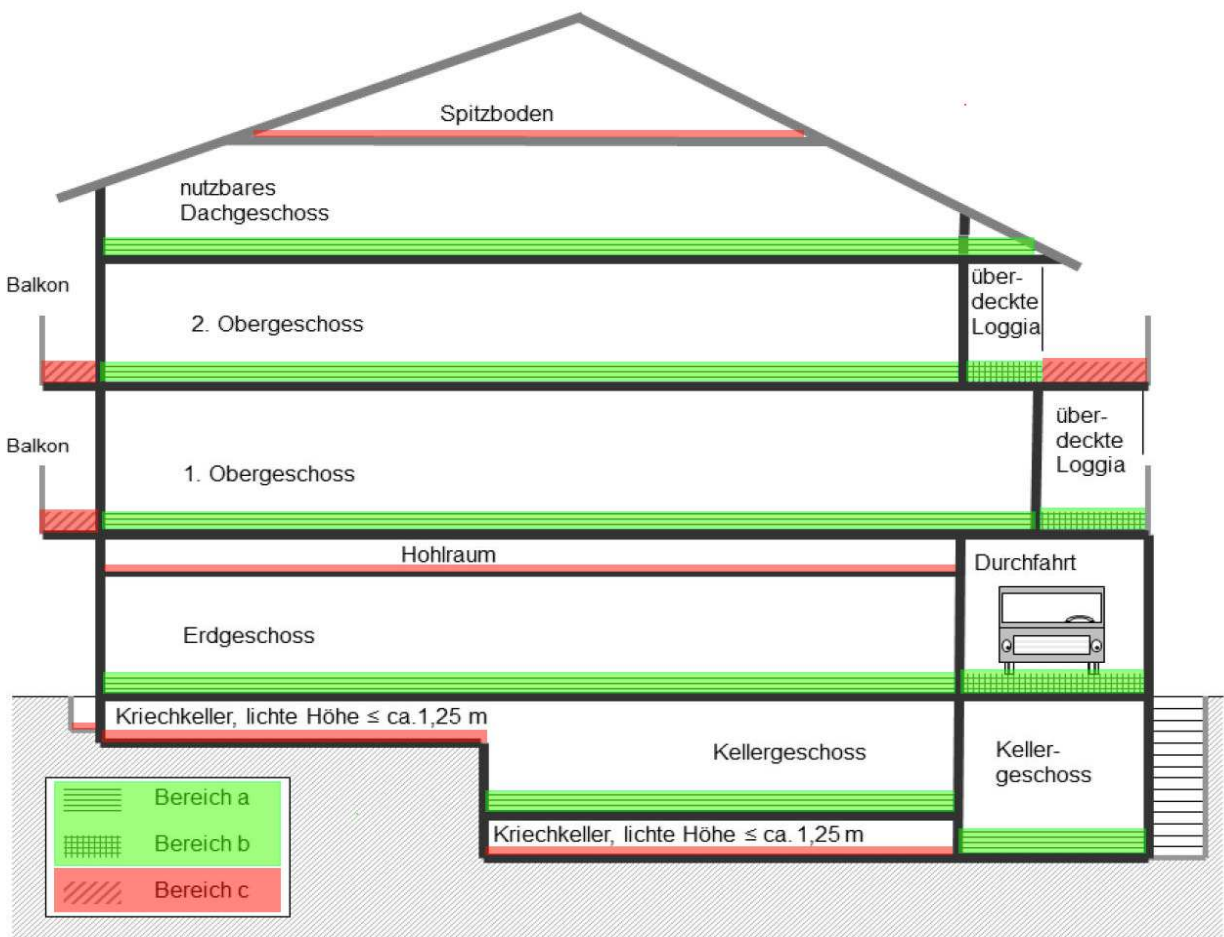 Spitzboden
nutzbares
Dachgeschoss
Balkon
2. Obergeschoss
über-
deckte
Loggia
Balkon
1. Obergeschoss
über-
deckte
Loggia
Hohlraum
Durchfahrt
Erdgeschoss
Kriechkeller, lichte Höhe ≤ ca.1,25 m
Kellergeschoss
Keller-
geschoss
Kriechkeller, lichte Höhe ≤ ca. 1,25 m
Bereich a
Bereich b
Bereich c